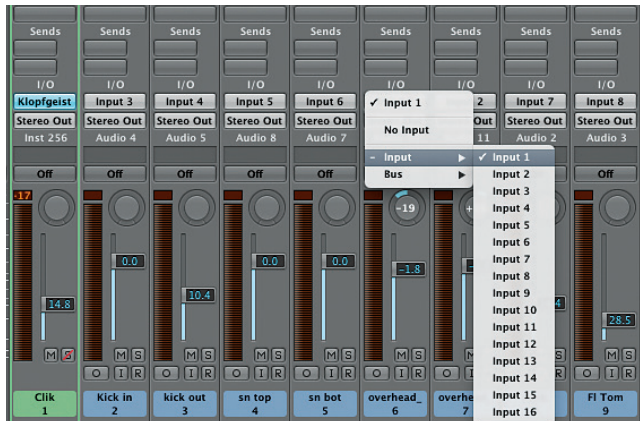 Sends Sends Sends Sends Sends Sends Sends Sends Sends
I/O I/O I/O I/O I/O I/O I/O I/O I/O
Klopfgeist Input 3 Input 4 Input 5 Input 6 ✓ Input 1 2 Input 7 Input 8
Stereo Out Stereo Out Stereo Out Stereo Out Stereo Out No Input Out Stereo Out Stereo Out
Inst 256 Audio 4 Audio 5 Audio 8 Audio 7 11 Audio 2 Audio 3
– Input ▶ ✓ Input 1
Off Off Off Off Off Bus ▶ Input 2 Off
-17 -19 + Input 3
Input 4
Input 5
Input 6
0.0 0.0 0.0 -1.8 - Input 7
Input 8
14.8 10.4 Input 9 4
Input 10
28.5 Input 11
M S M S M S M S M S M S M S Input 12 S M S
Input 13
O I R O I R O I R O I R O I R O I R Input 14 R O I R
Clik Kick in kick out sn top sn bot overhead_ overhe Input 15 Fl Tom
1 2 3 4 5 6 7 Input 16 9